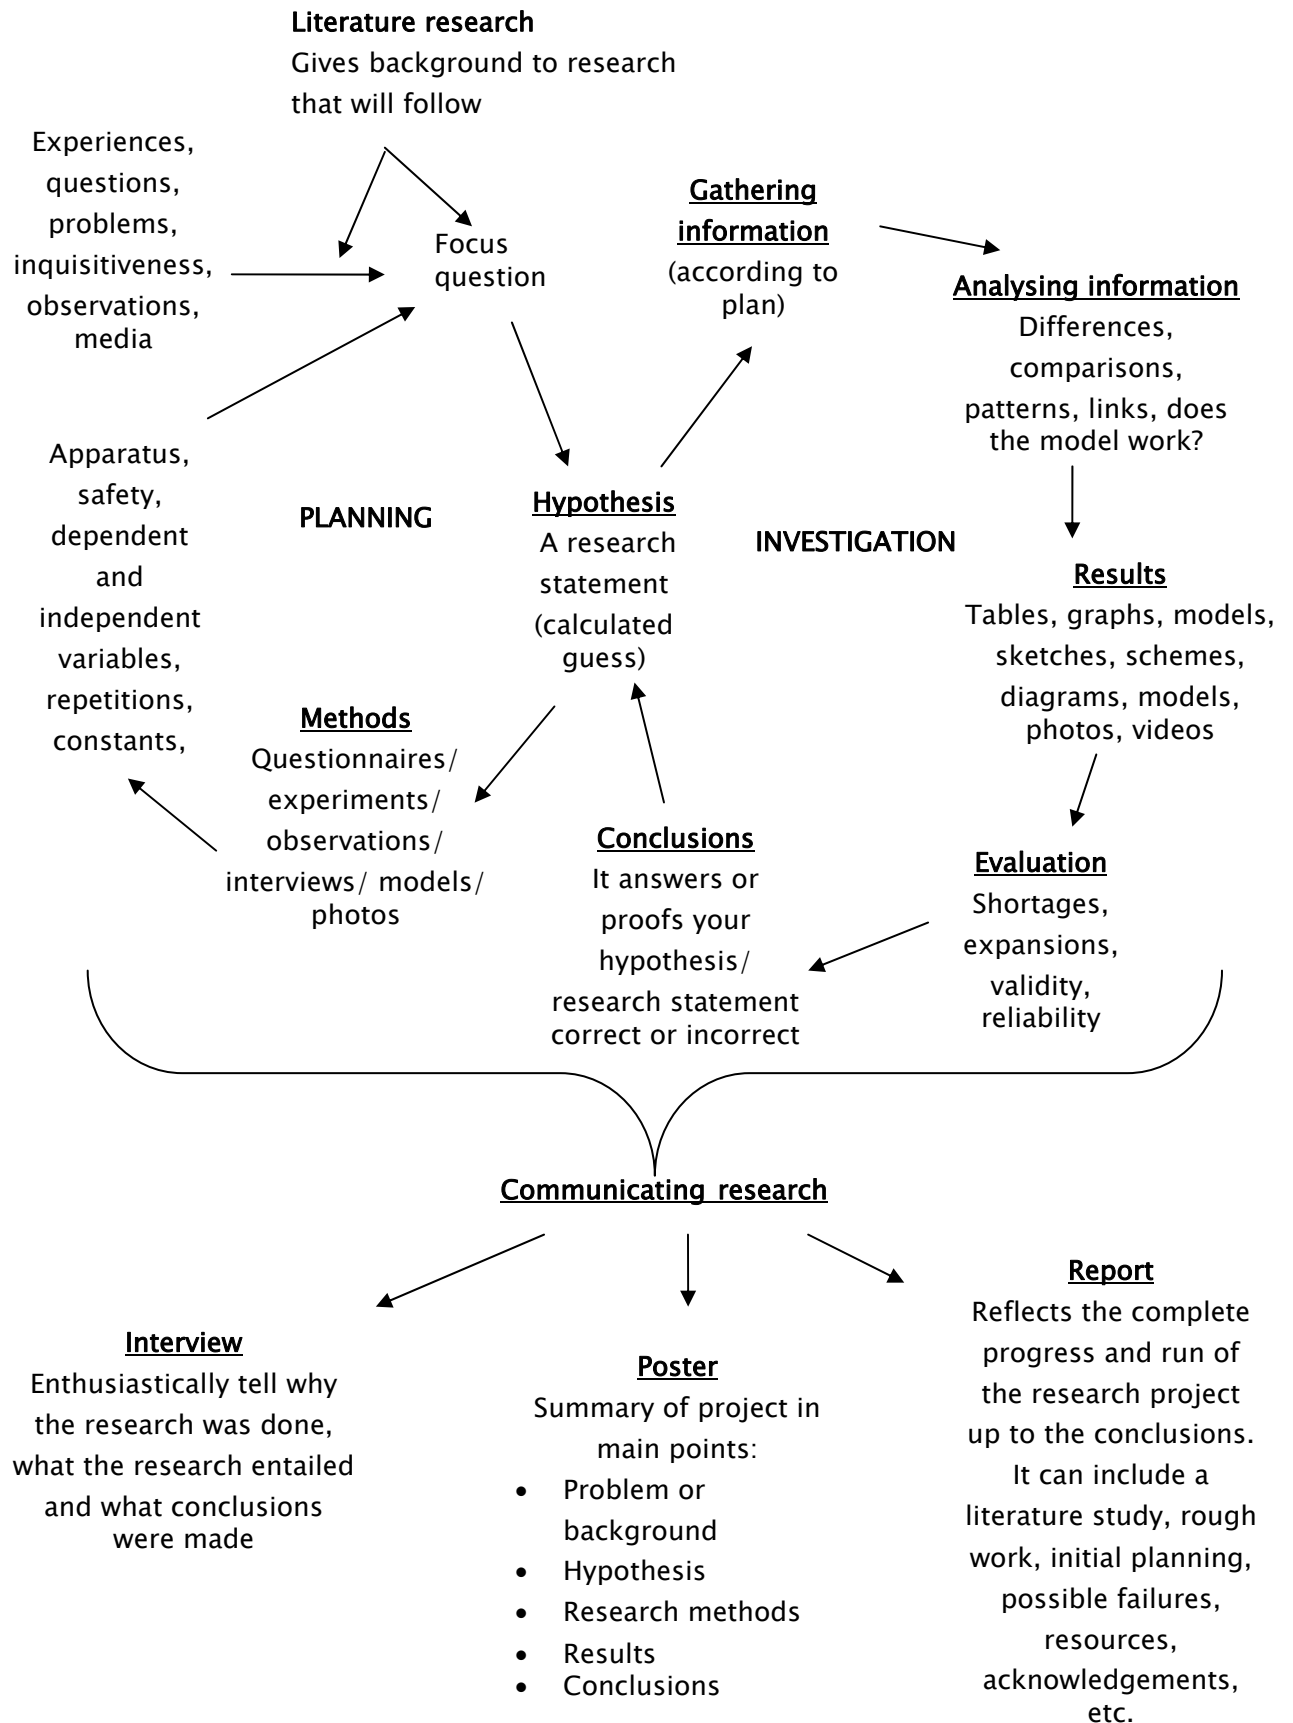 Literature research
Gives background to research
that will follow
Experiences,
questions,
problems,
inquisitiveness,
observations,
media
Focus
question
Gathering
information
(according to
plan)
Analysing information
Differences,
comparisons,
patterns, links, does
the model work?
Apparatus,
safety,
dependent
and
independent
variables,
repetitions,
constants,
PLANNING
Hypothesis
A research
statement
(calculated
guess)
INVESTIGATION
Results
Tables, graphs, models,
sketches, schemes,
diagrams, models,
photos, videos
Methods
Questionnaires/
experiments/
observations/
interviews/ models/
photos
Conclusions
It answers or
proofs your
hypothesis/
research statement
correct or incorrect
Evaluation
Shortages,
expansions,
validity,
reliability
Communicating research
Interview
Enthusiastically tell why
the research was done,
what the research entailed
and what conclusions
were made
Poster
Summary of project in
main points:
• Problem or
background
• Hypothesis
• Research methods
• Results
• Conclusions
Report
Reflects the complete
progress and run of
the research project
up to the conclusions.
It can include a
literature study, rough
work, initial planning,
possible failures,
resources,
acknowledgements,
etc.